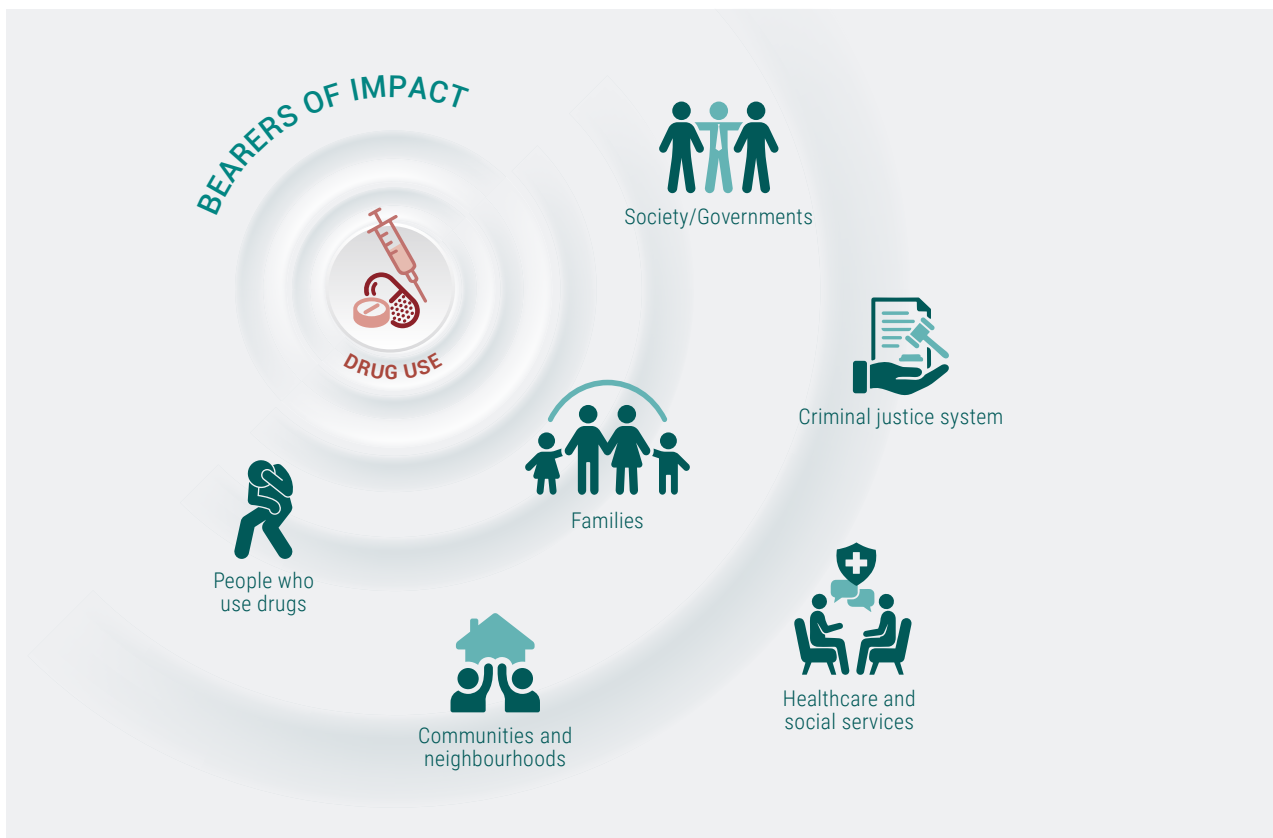 BEARERS OF IMPACT
Society/Governments
DRUG USE
Criminal justice system
Families
People who
use drugs
Healthcare and
social services
Communities and
neighbourhoods